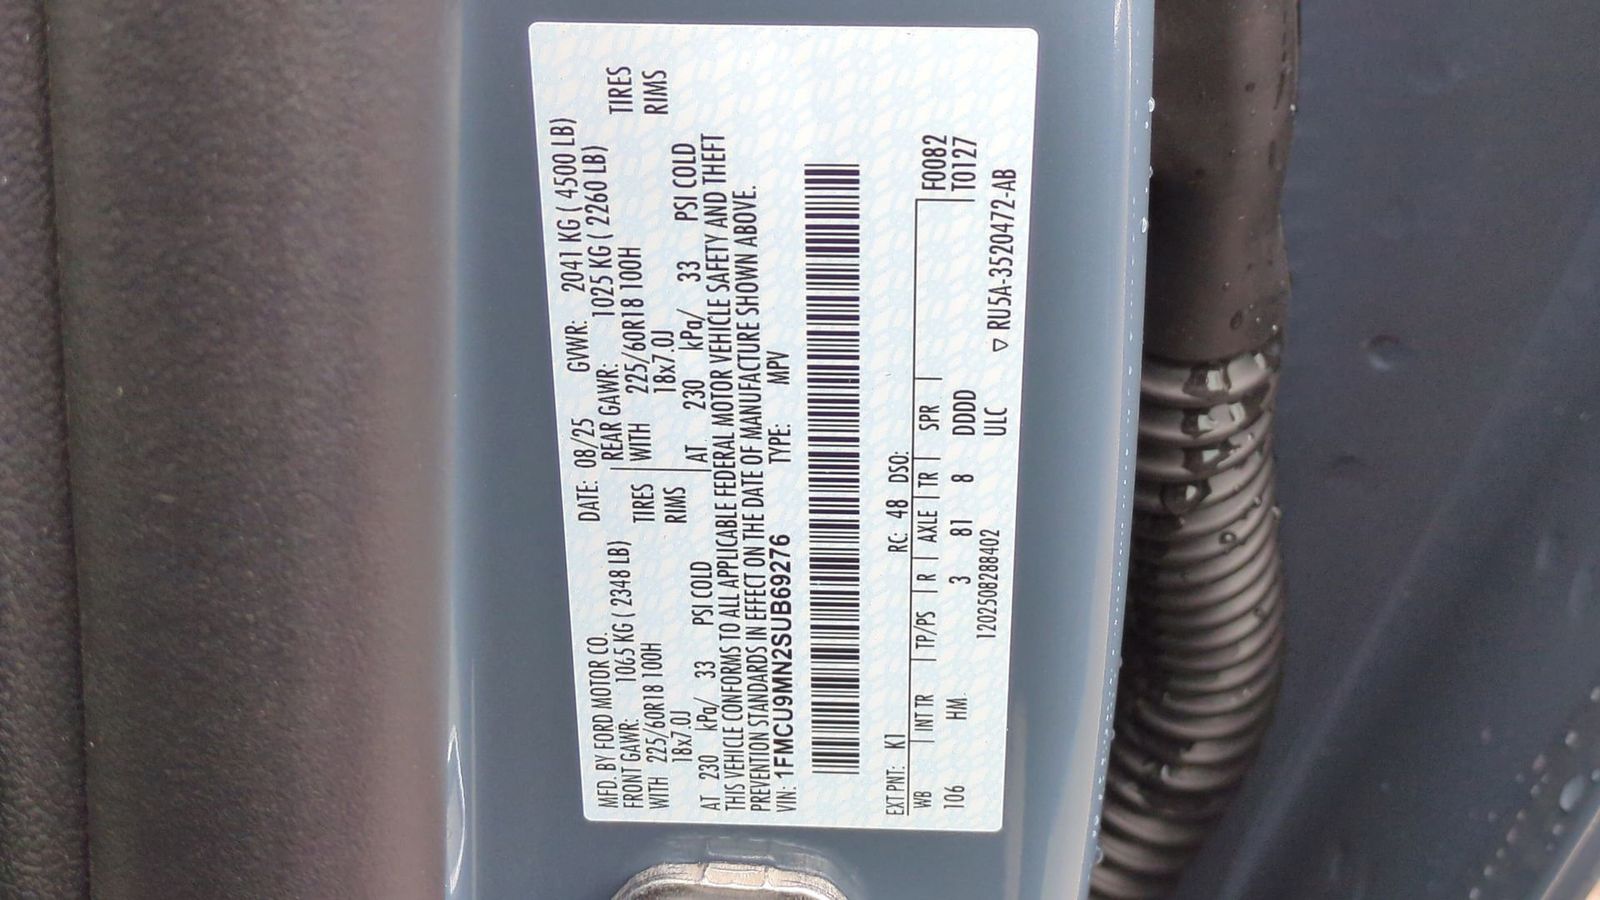 MFD. BY FORD MOTOR CO. DATE: 08/25 GVWR: 2041 KG ( 4500 LB)
FRONT GAWR: 1065 KG ( 2348 LB) REAR GAWR: 1025 KG ( 2260 LB)
WITH 225/60R18 100H TIRES WITH 225/60R18 100H TIRES
18x7.0J RIMS 18x7.0J RIMS
AT 230 kPa/ 33 PSI COLD AT 230 kPa/ 33 PSI COLD
THIS VEHICLE CONFORMS TO ALL APPLICABLE FEDERAL MOTOR VEHICLE SAFETY AND THEFT
PREVENTION STANDARDS IN EFFECT ON THE DATE OF MANUFACTURE SHOWN ABOVE.
VIN: 1FMCU9MN2SUB69276 TYPE: MPV
EXT PNT: K1 RC: 48 DSO:
WB INT TR TP/PS R AXLE TR SPR F0082
106 HM 3 81 8 DDDD T0127
1202508288402 ULC ▽ RU5A-3520472-AB